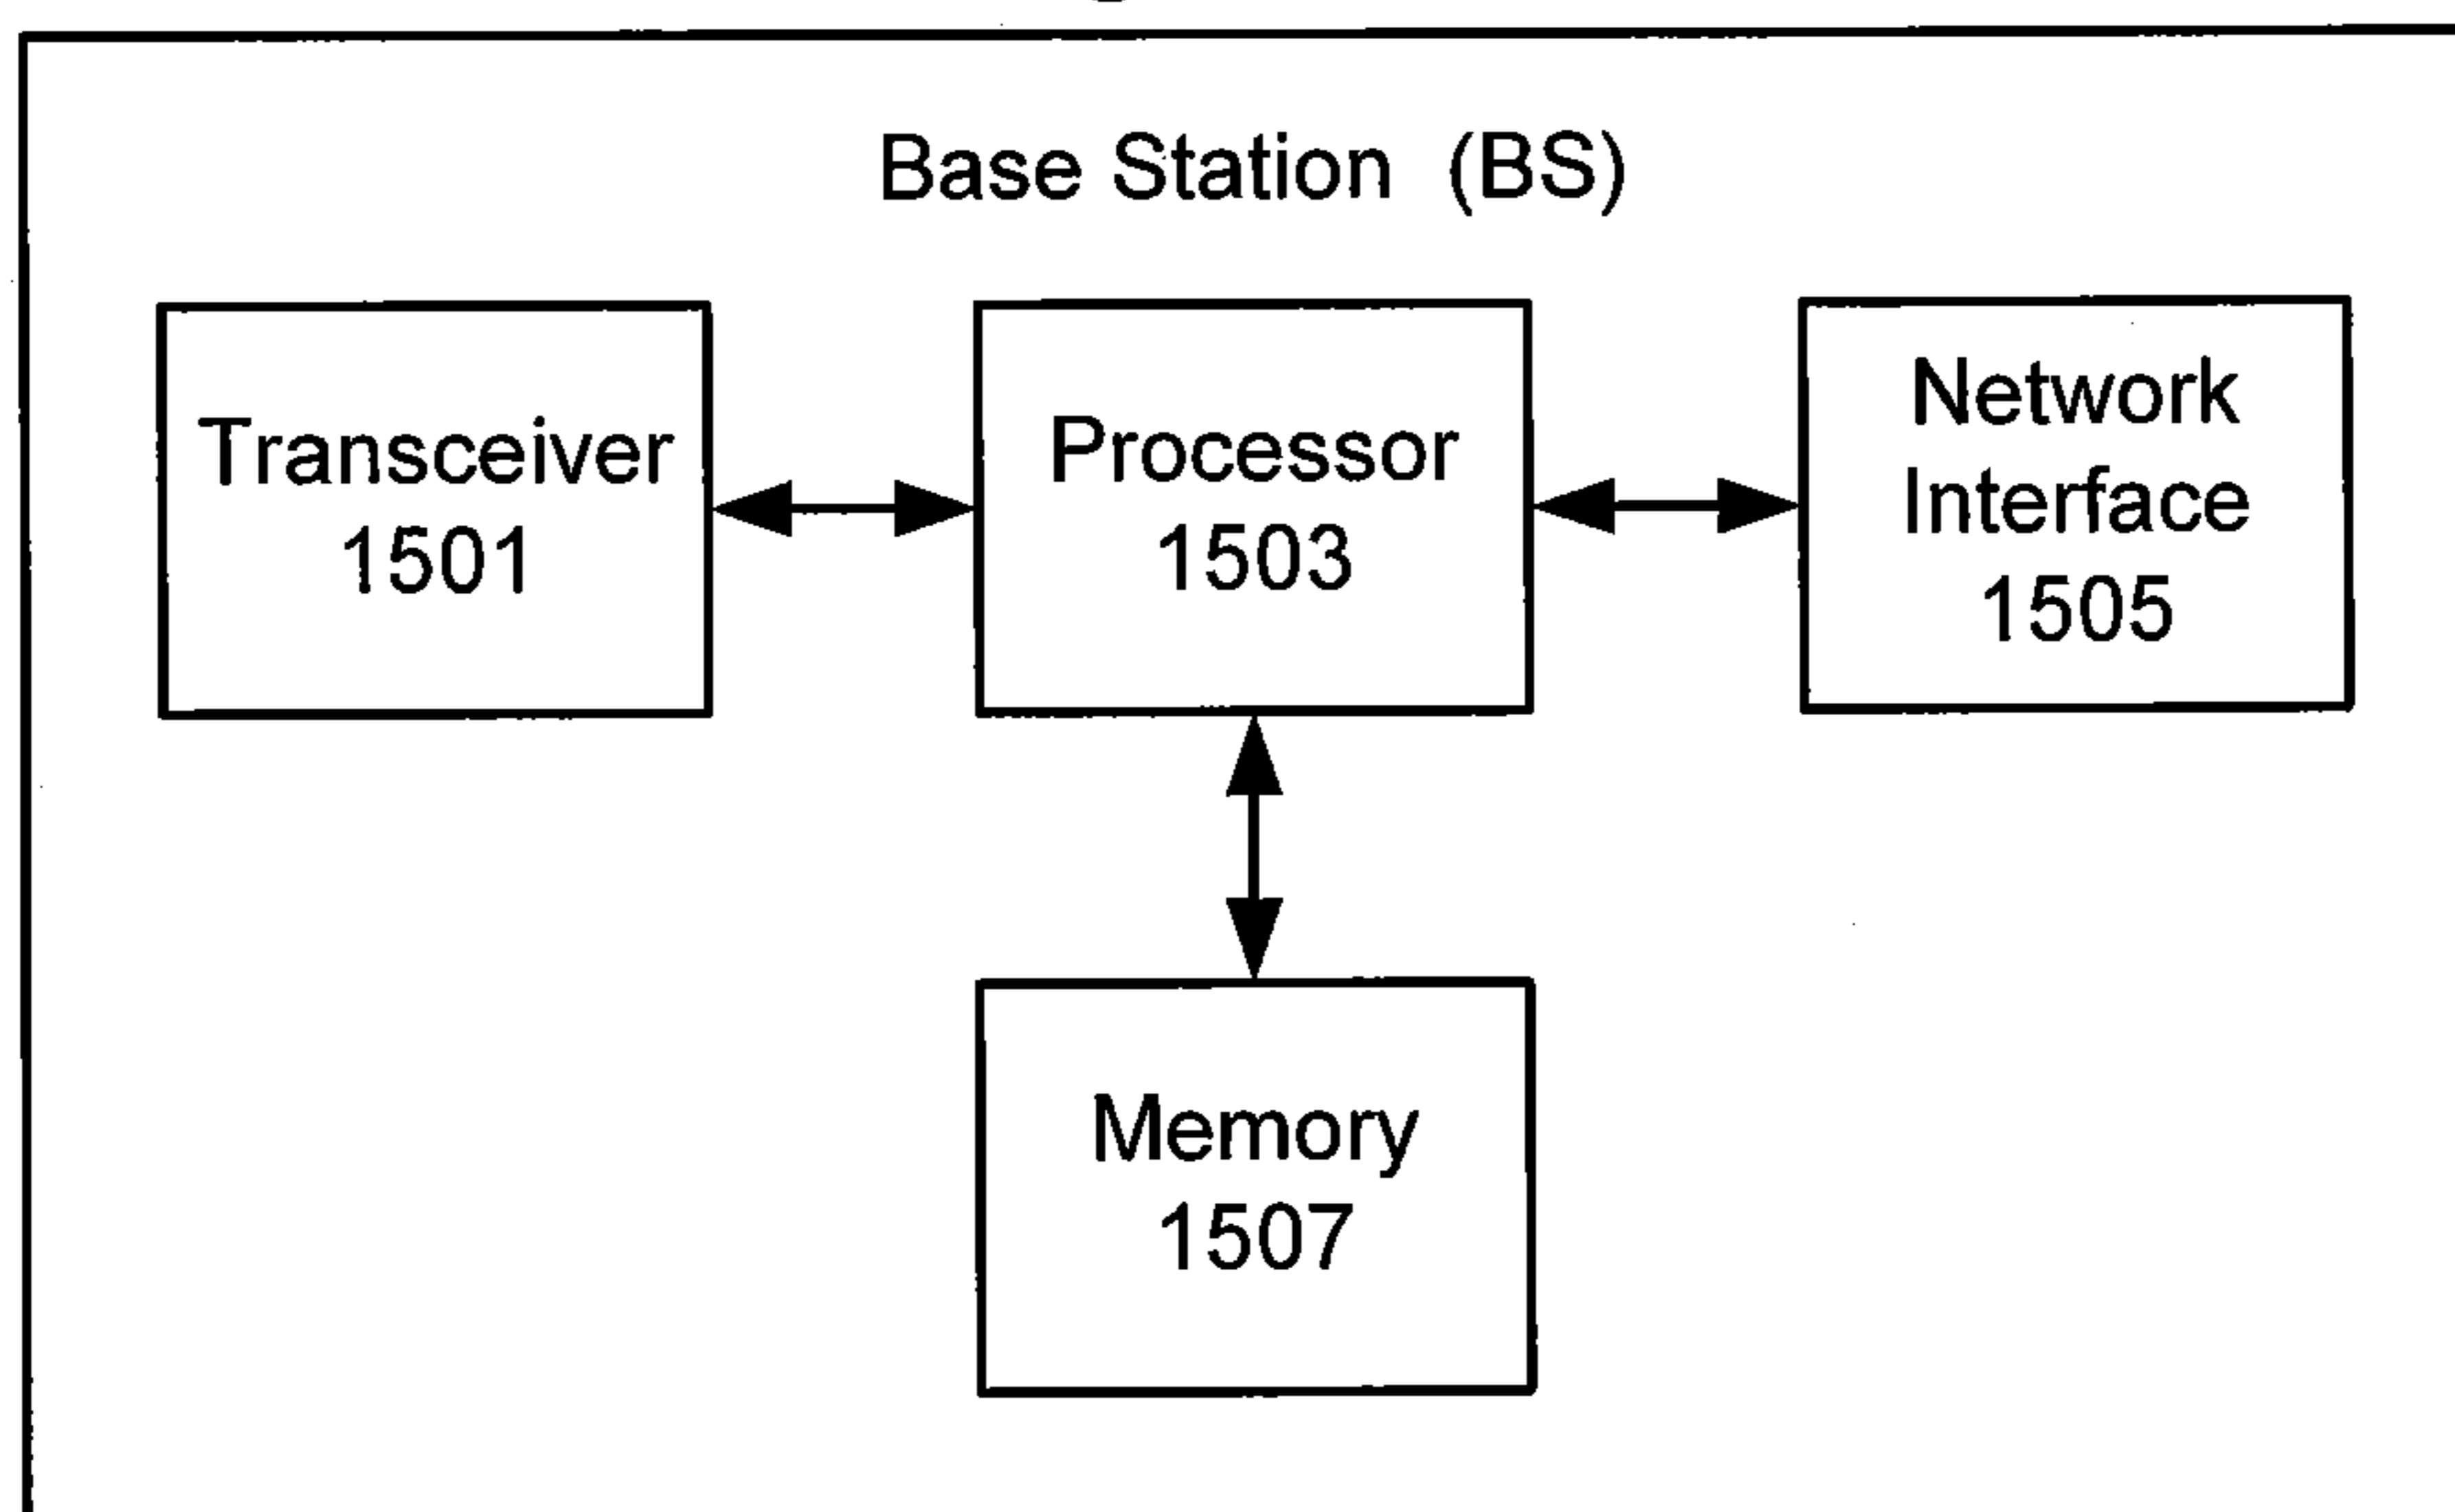 Base Station (BS)
Transceiver
1501
Processor
1503
Network
Interface
1505
Memory
1507